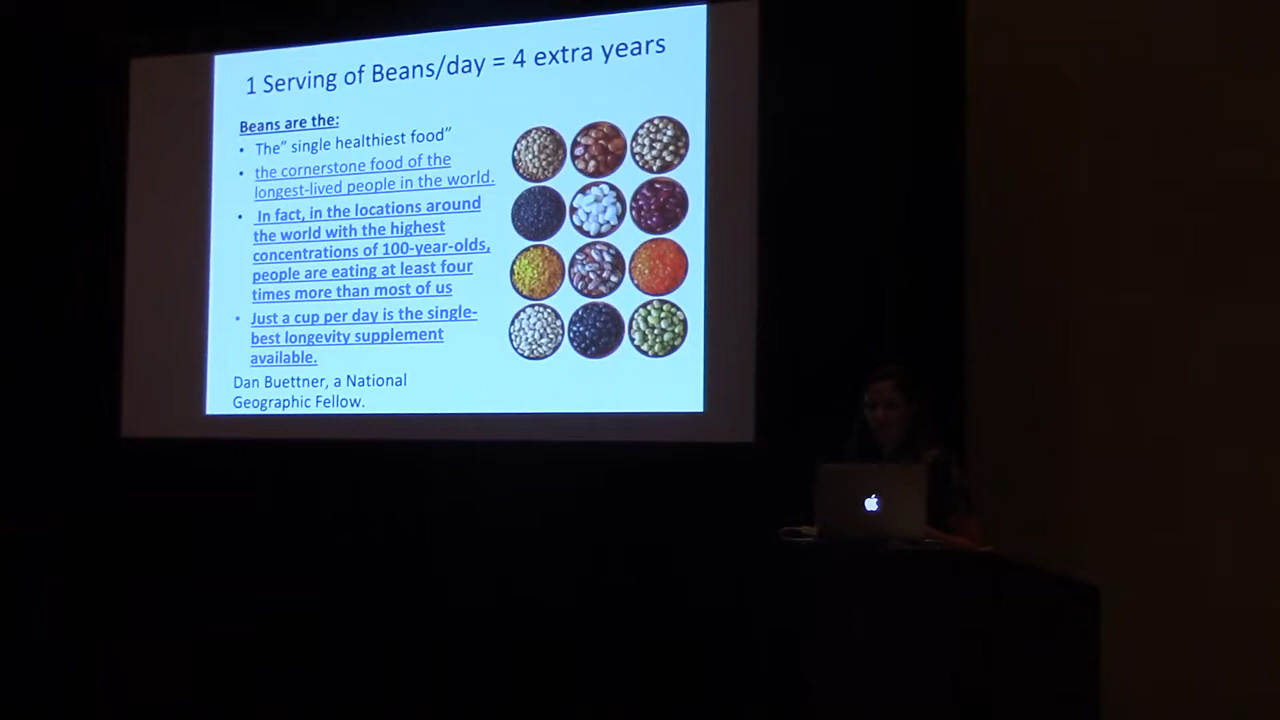 1 Serving of Beans/day = 4 extra years
Beans are the:
• The" single healthiest food"
• the cornerstone food of the
longest-lived people in the world.
• In fact, in the locations around
the world with the highest
concentrations of 100-year-olds,
people are eating at least four
times more than most of us
• Just a cup per day is the single-
best longevity supplement
available.
Dan Buettner, a National
Geographic Fellow.